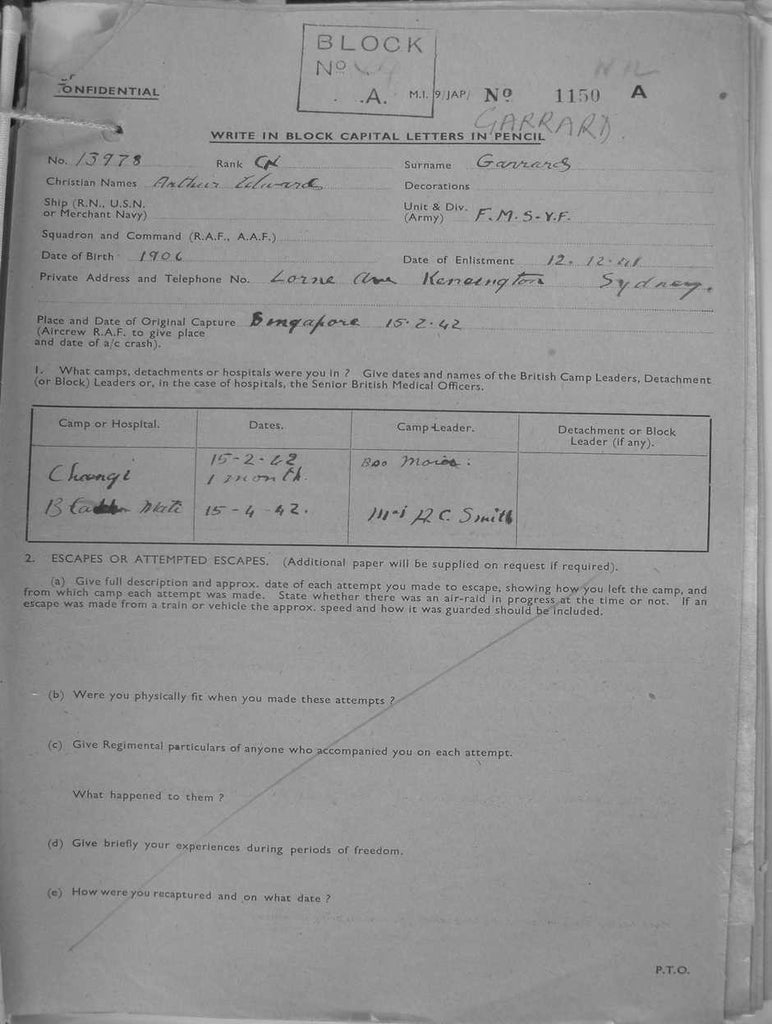 BLOCK
No
.A. M.I. 9/JAP/ No 1150 A
ONFIDENTIAL
GARRARD
WRITE IN BLOCK CAPITAL LETTERS IN PENCIL
No. 13978 Rank Surname Garrard
Christian Names Arthur Edward Decorations
Ship (R.N., U.S.N. or Merchant Navy) Unit & Div. (Army) F.M.S-V.F.
Squadron and Command (R.A.F., A.A.F.)
Date of Birth 1906 Date of Enlistment 12.12.41
Private Address and Telephone No. Lorne Ave Kensington Sydney.
Place and Date of Original Capture Singapore 15.2.42
(Aircrew R.A.F. to give place
and date of a/c crash).
1. What camps, detachments or hospitals were you in ? Give dates and names of the British Camp Leaders, Detachment
(or Block) Leaders or, in the case of hospitals, the Senior British Medical Officers.
Camp or Hospital. Dates. Camp Leader. Detachment or Block Leader (if any).
Changi 15-2-42
1 month.
15-4-42. Smith
2. ESCAPES OR ATTEMPTED ESCAPES. (Additional paper will be supplied on request if required).
(a) Give full description and approx. date of each attempt you made to escape, showing how you left the camp, and
from which camp each attempt was made. State whether there was an air-raid in progress at the time or not. If an
escape was made from a train or vehicle the approx. speed and how it was guarded should be included.
(b) Were you physically fit when you made these attempts ?
(c) Give Regimental particulars of anyone who accompanied you on each attempt.
What happened to them ?
(d) Give briefly your experiences during periods of freedom.
(e) How were you recaptured and on what date ?
P.T.O.